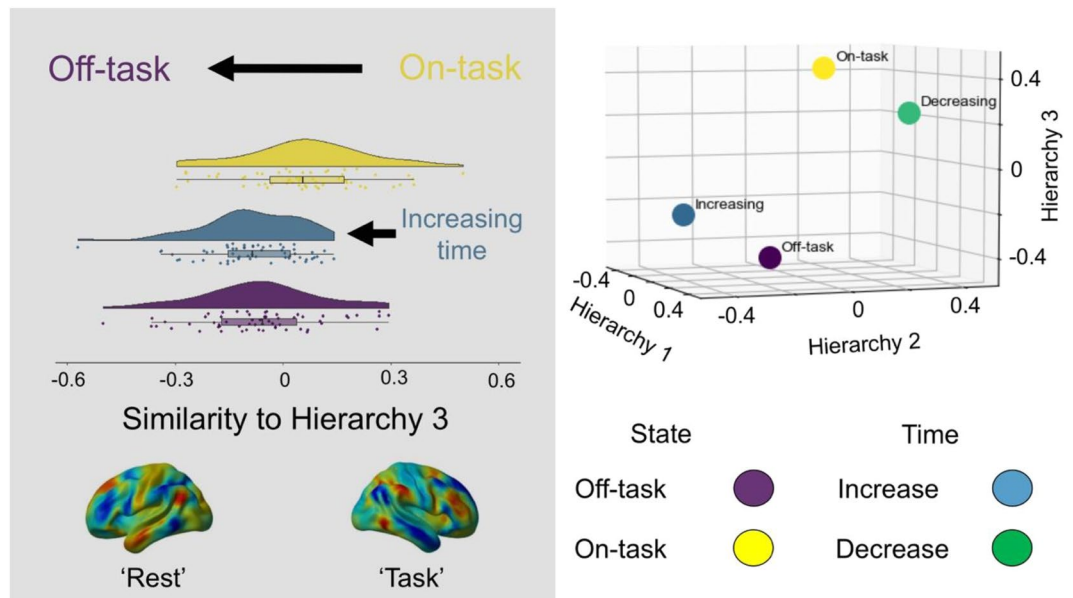 Off-task
On-task
Increasing
time
-0.6
-0.3
0
0.3
0.6
Similarity to Hierarchy 3
‘Rest’
‘Task’
On-task
Decreasing
Increasing
Off-task
0.4
0
-0.4
Hierarchy 3
-0.4
0
0.4
Hierarchy 1
-0.4
0
0.4
Hierarchy 2
State
Time
Off-task
Increase
On-task
Decrease